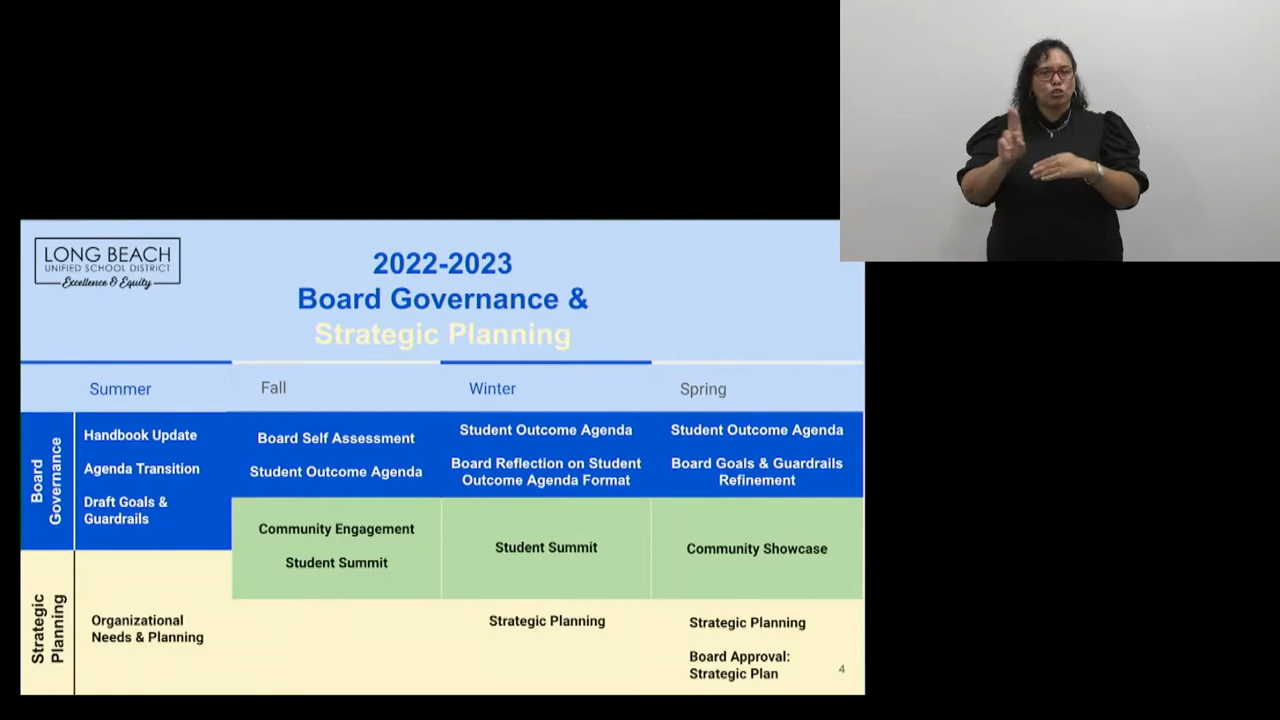 LONG BEACH
UNIFIED SCHOOL DISTRICT
Excellence & Equity
2022-2023
Board Governance &
Strategic Planning
Summer
Fall
Winter
Spring
Board
Governance
Handbook Update
Agenda Transition
Draft Goals &
Guardrails
Board Self Assessment
Student Outcome Agenda
Student Outcome Agenda
Board Reflection on Student
Outcome Agenda Format
Student Outcome Agenda
Board Goals & Guardrails
Refinement
Community Engagement
Student Summit
Student Summit
Community Showcase
Strategic
Planning
Organizational
Needs & Planning
Strategic Planning
Strategic Planning
Board Approval:
Strategic Plan
4